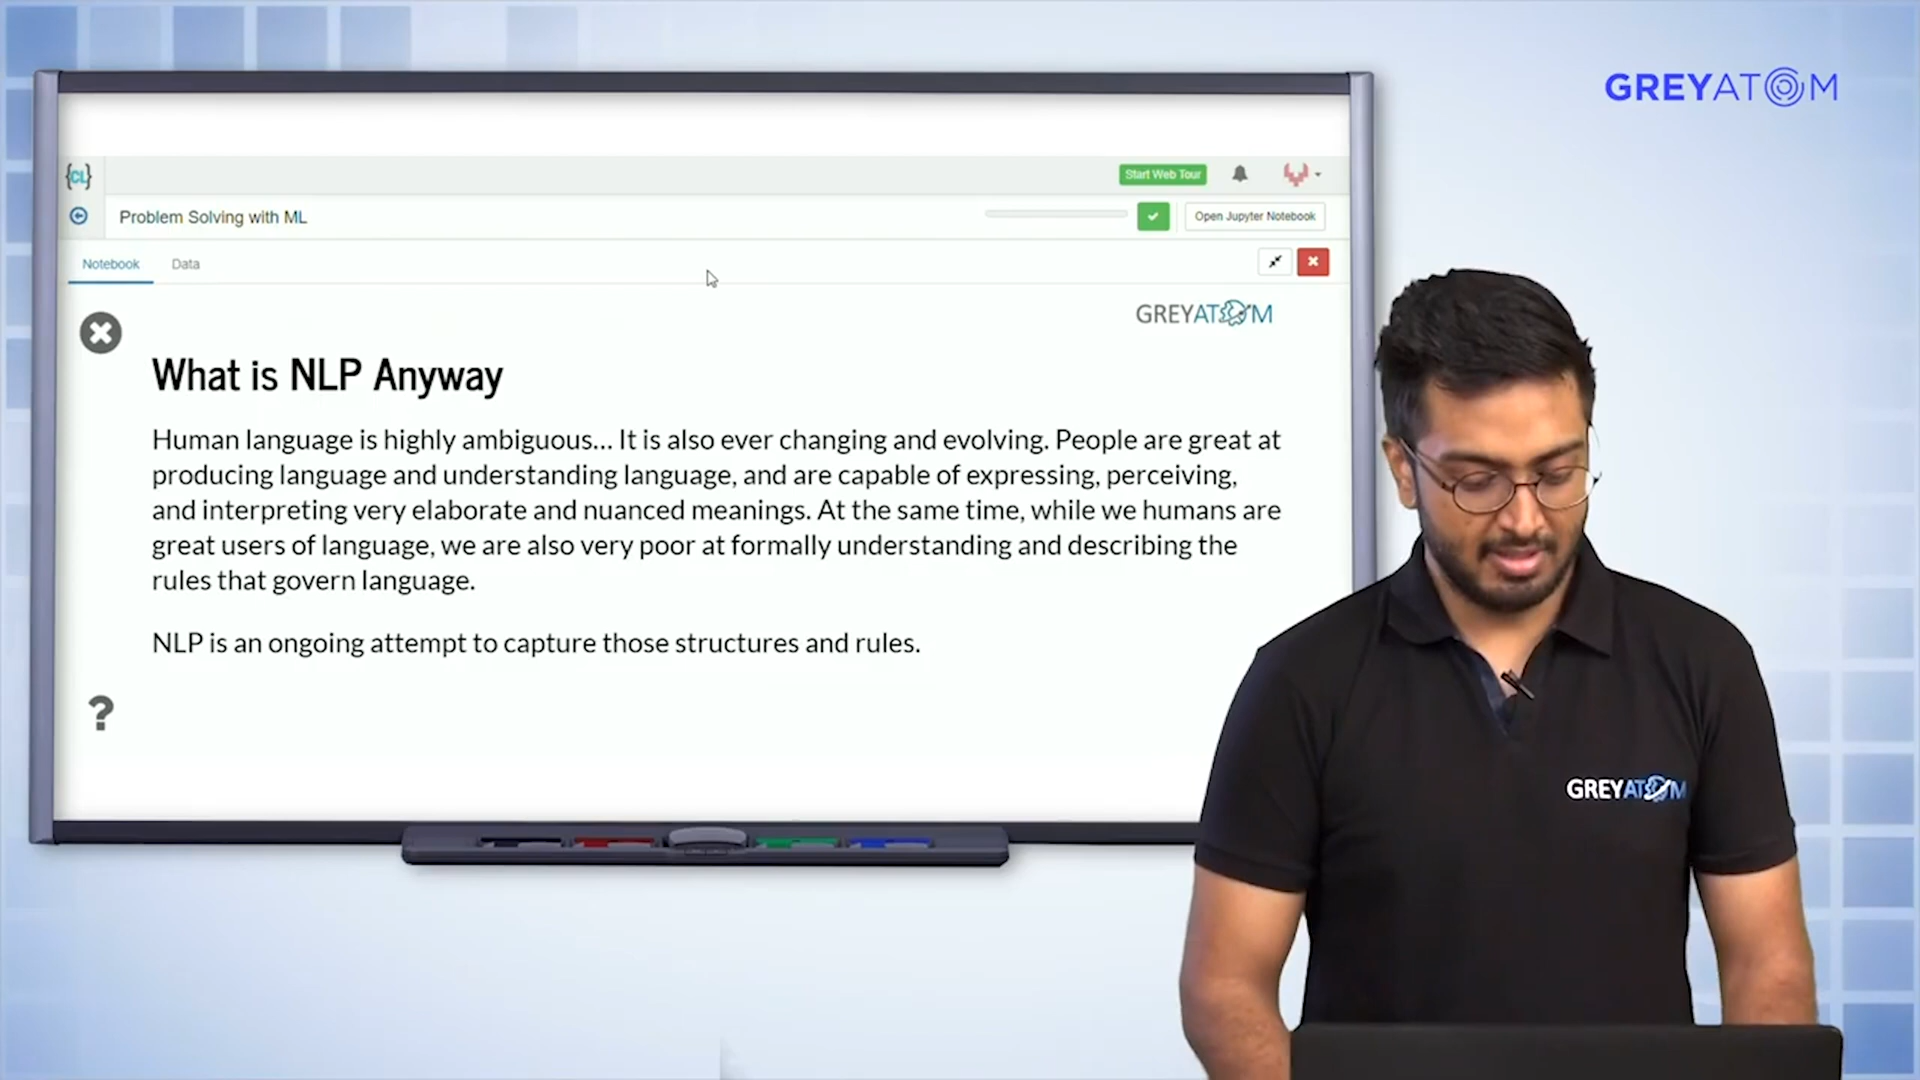 GREYATOM
{CL}
Start Web Tour
Problem Solving with ML
Open Jupyter Notebook
Notebook Data
GREYATOM
What is NLP Anyway
Human language is highly ambiguous... It is also ever changing and evolving. People are great at
producing language and understanding language, and are capable of expressing, perceiving,
and interpreting very elaborate and nuanced meanings. At the same time, while we humans are
great users of language, we are also very poor at formally understanding and describing the
rules that govern language.
NLP is an ongoing attempt to capture those structures and rules.
?
GREYATOM